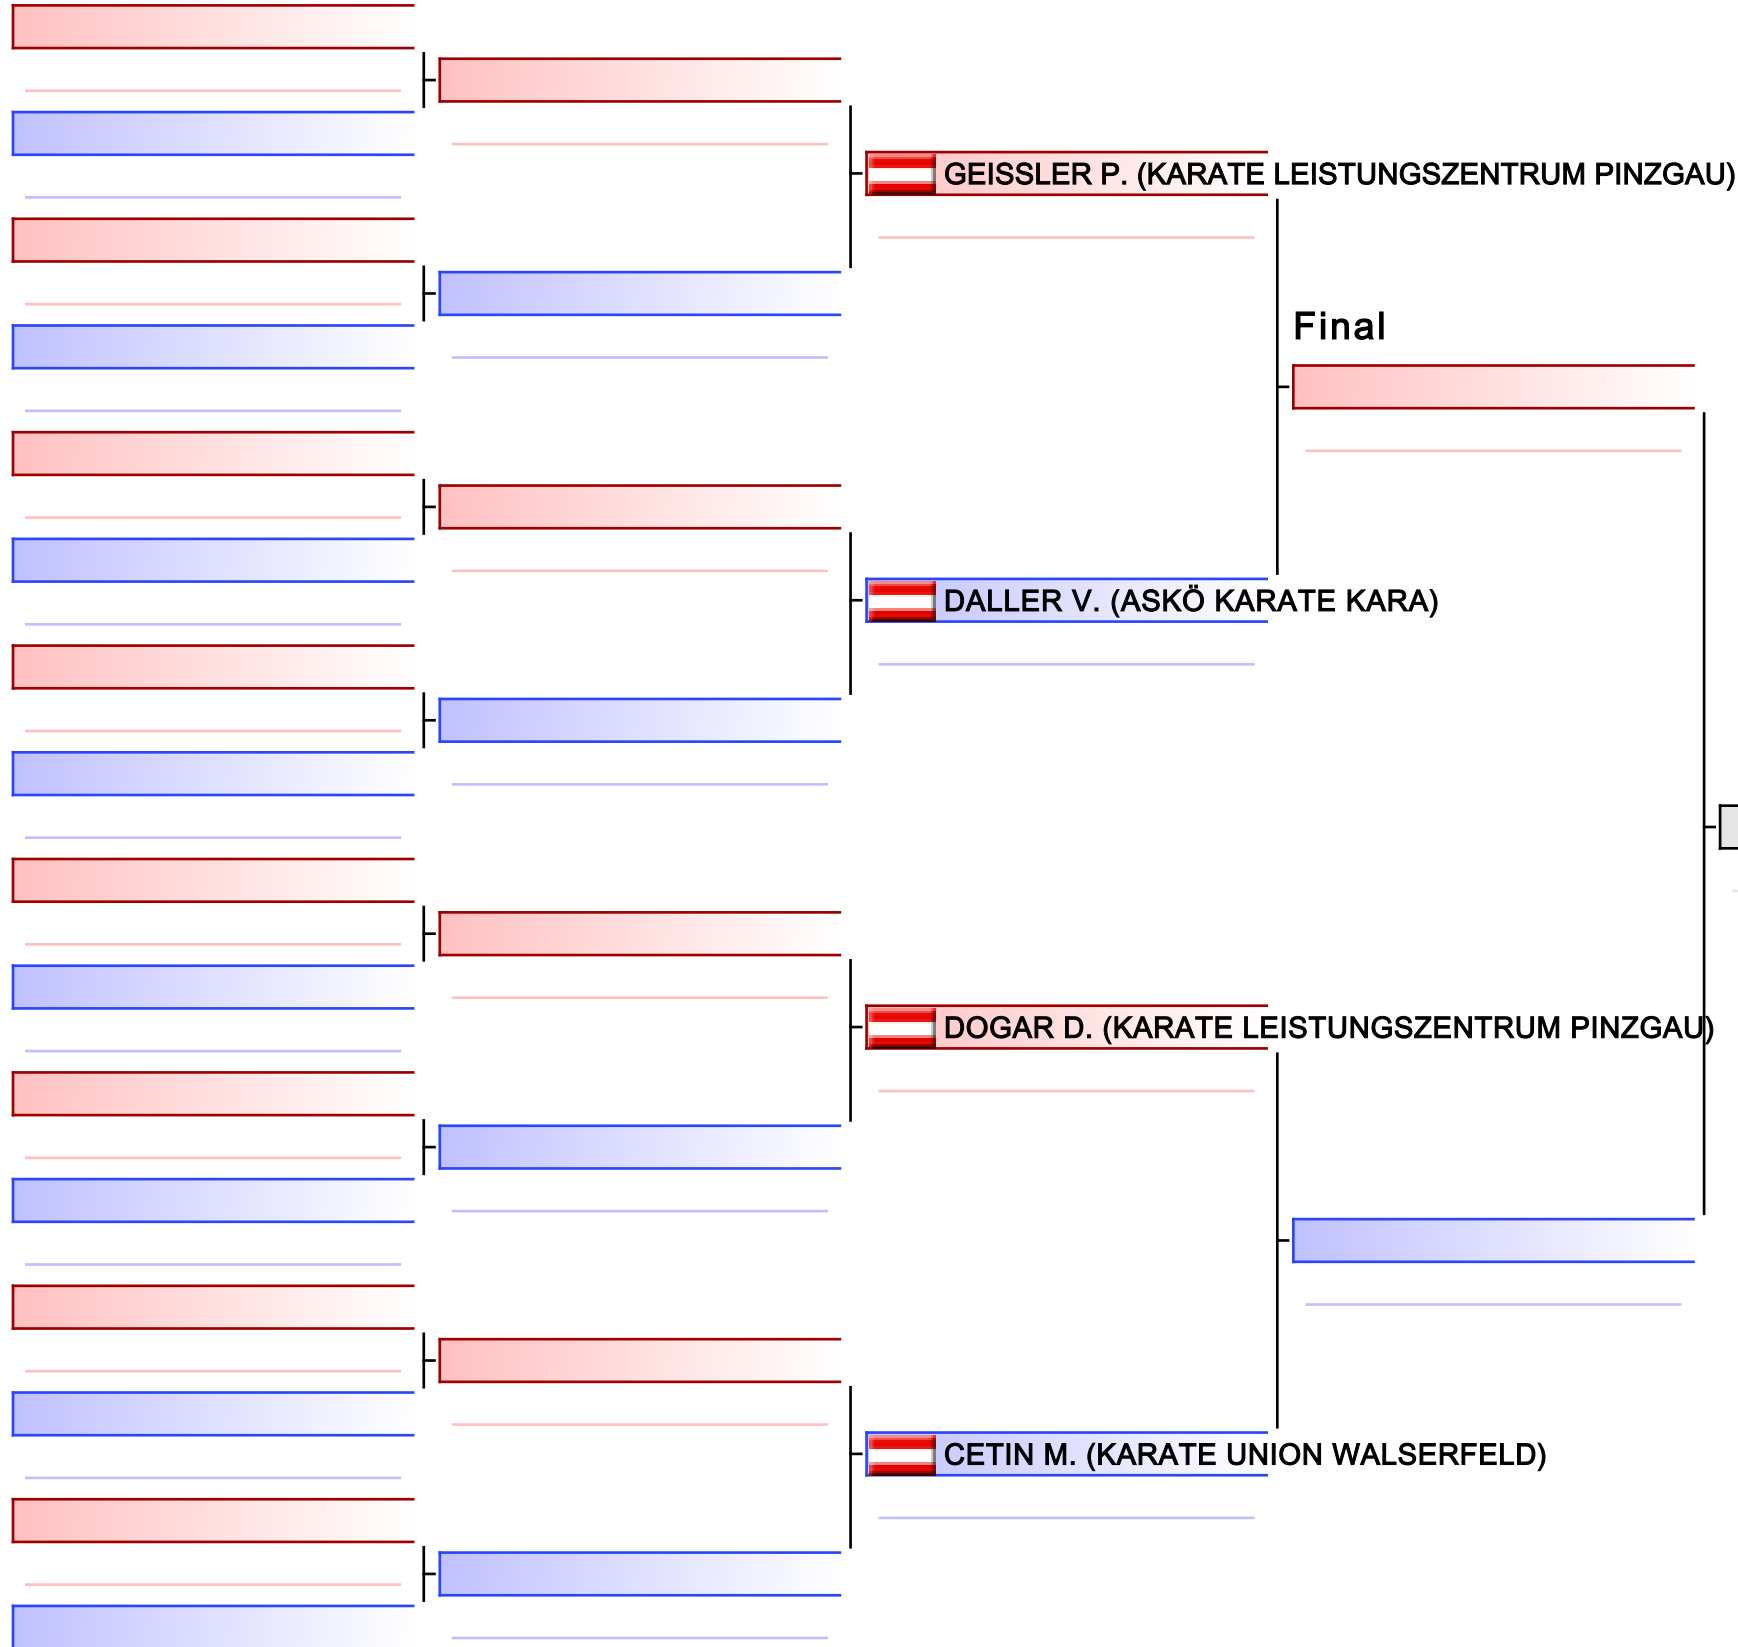 GEISSLER P. (KARATE LEISTUNGSZENTRUM PINZGAU)
Final
DALLER V. (ASKÖ KARATE KARA)
DOGAR D. (KARATE LEISTUNGSZENTRUM PINZGAU)
CETIN M. (KARATE UNION WALSERFELD)